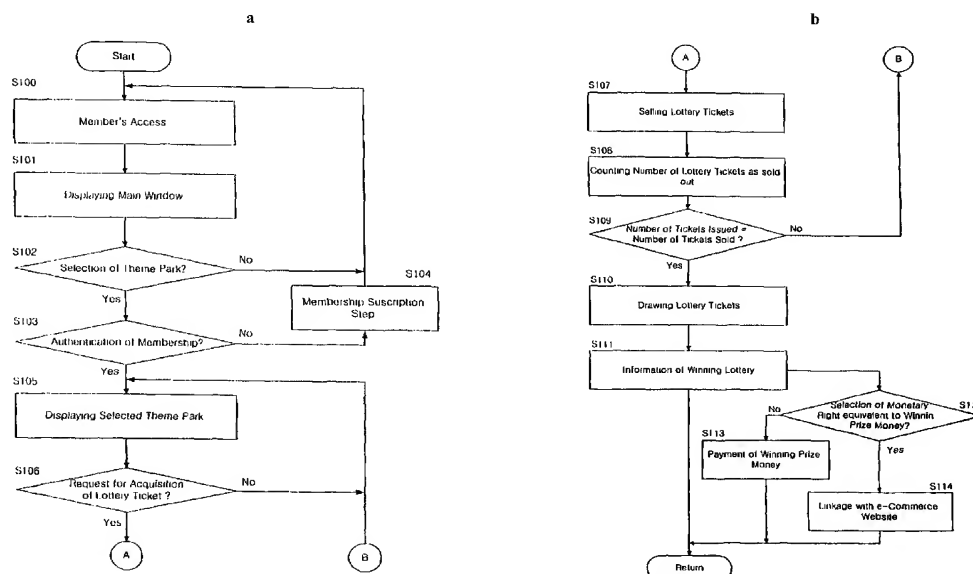 a
Start
S100
Member's Access
S101
Displaying Main Window
S102
Selection of Theme Park?
No
Yes
S104
Membership Suscription
Step
S103
Authentication of Membership?
No
Yes
S105
Displaying Selected Theme Park
S106
Request for Acquisition
of Lottery Ticket ?
No
Yes
A
B
b
A
B
S107
Selling Lottery Tickets
S108
Counting Number of Lottery Tickets as sold
out
S109
Number of Tickets Issued =
Number of Tickets Sold ?
No
Yes
S110
Drawing Lottery Tickets
S111
Information of Winning Lottery
Selection of Monetary
Right equivalent to Winnin
Prize Money?
No
Yes
S113
Payment of Winning Prize
Money
S114
Linkage with e-Commerce
Website
Return